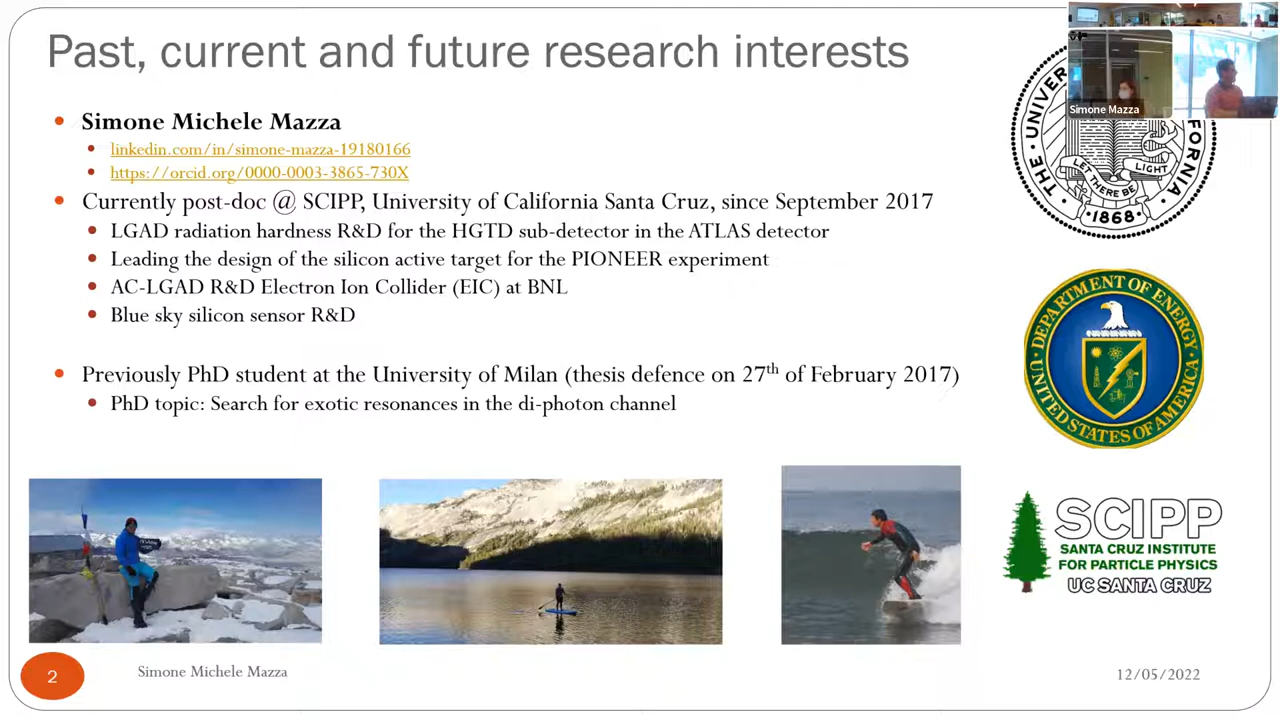 Past, current and future research interests
Simone Mazza
Simone Michele Mazza
linkedin.com/in/simone-mazza-19180166
https://orcid.org/0000-0003-3865-730X
Currently post-doc @ SCIPP, University of California Santa Cruz, since September 2017
LGAD radiation hardness R&D for the HGTD sub-detector in the ATLAS detector
Leading the design of the silicon active target for the PIONEER experiment
AC-LGAD R&D Electron Ion Collider (EIC) at BNL
Blue sky silicon sensor R&D
Previously PhD student at the University of Milan (thesis defence on 27th of February 2017)
PhD topic: Search for exotic resonances in the di-photon channel
THE
LET THERE BE
LIGHT
·1868·
DEPARTMENT OF ENERGY
UNITED STATES OF AMERICA
SCIPP
SANTA CRUZ INSTITUTE
FOR PARTICLE PHYSICS
UC SANTA CRUZ
2
Simone Michele Mazza
12/05/2022